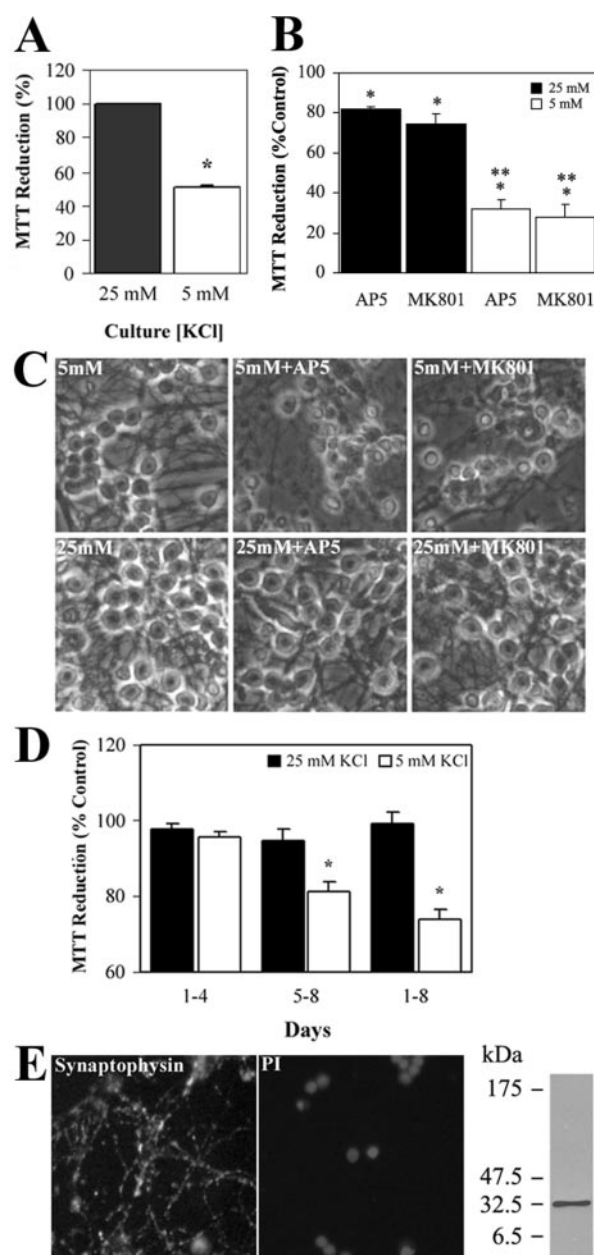 A
MTT Reduction (%)
120
100
80
60
40
20
0
*
25 mM
5 mM
Culture [KCl]
B
MTT Reduction (%Control)
80
60
40
20
0
*
*
**
*
**
*
25 mM
5 mM
AP5
MK801
AP5
MK801
C
5mM
5mM+AP5
5mM+MK801
25mM
25mM+AP5
25mM+MK801
D
MTT Reduction (% Control)
120
100
80
60
25 mM KCl
5 mM KCl
*
*
1-4
5-8
1-8
Days
E
Synaptophysin
PI
kDa
175 –
47.5 –
32.5 –
6.5 –